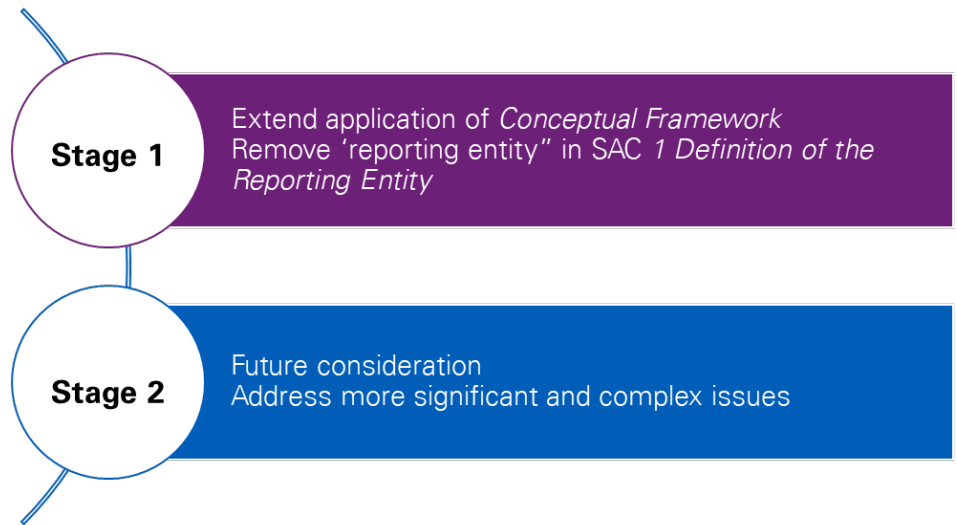 Stage 1
Extend application of Conceptual Framework
Remove ‘reporting entity” in SAC 1 Definition of the
Reporting Entity
Stage 2
Future consideration
Address more significant and complex issues